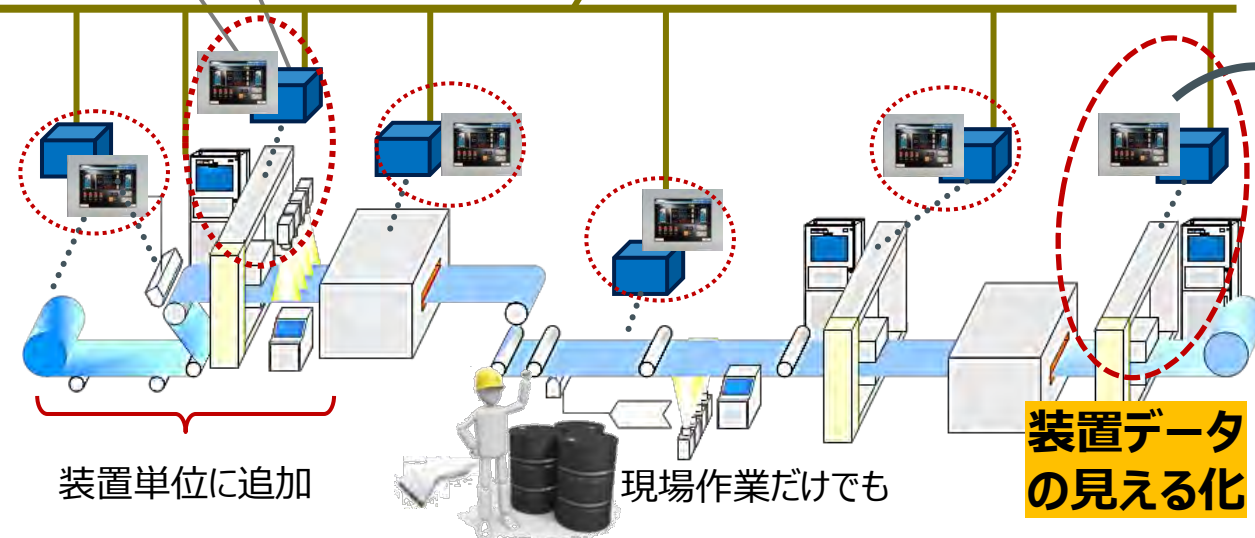 装置単位に追加
現場作業だけでも
装置データ
の見える化